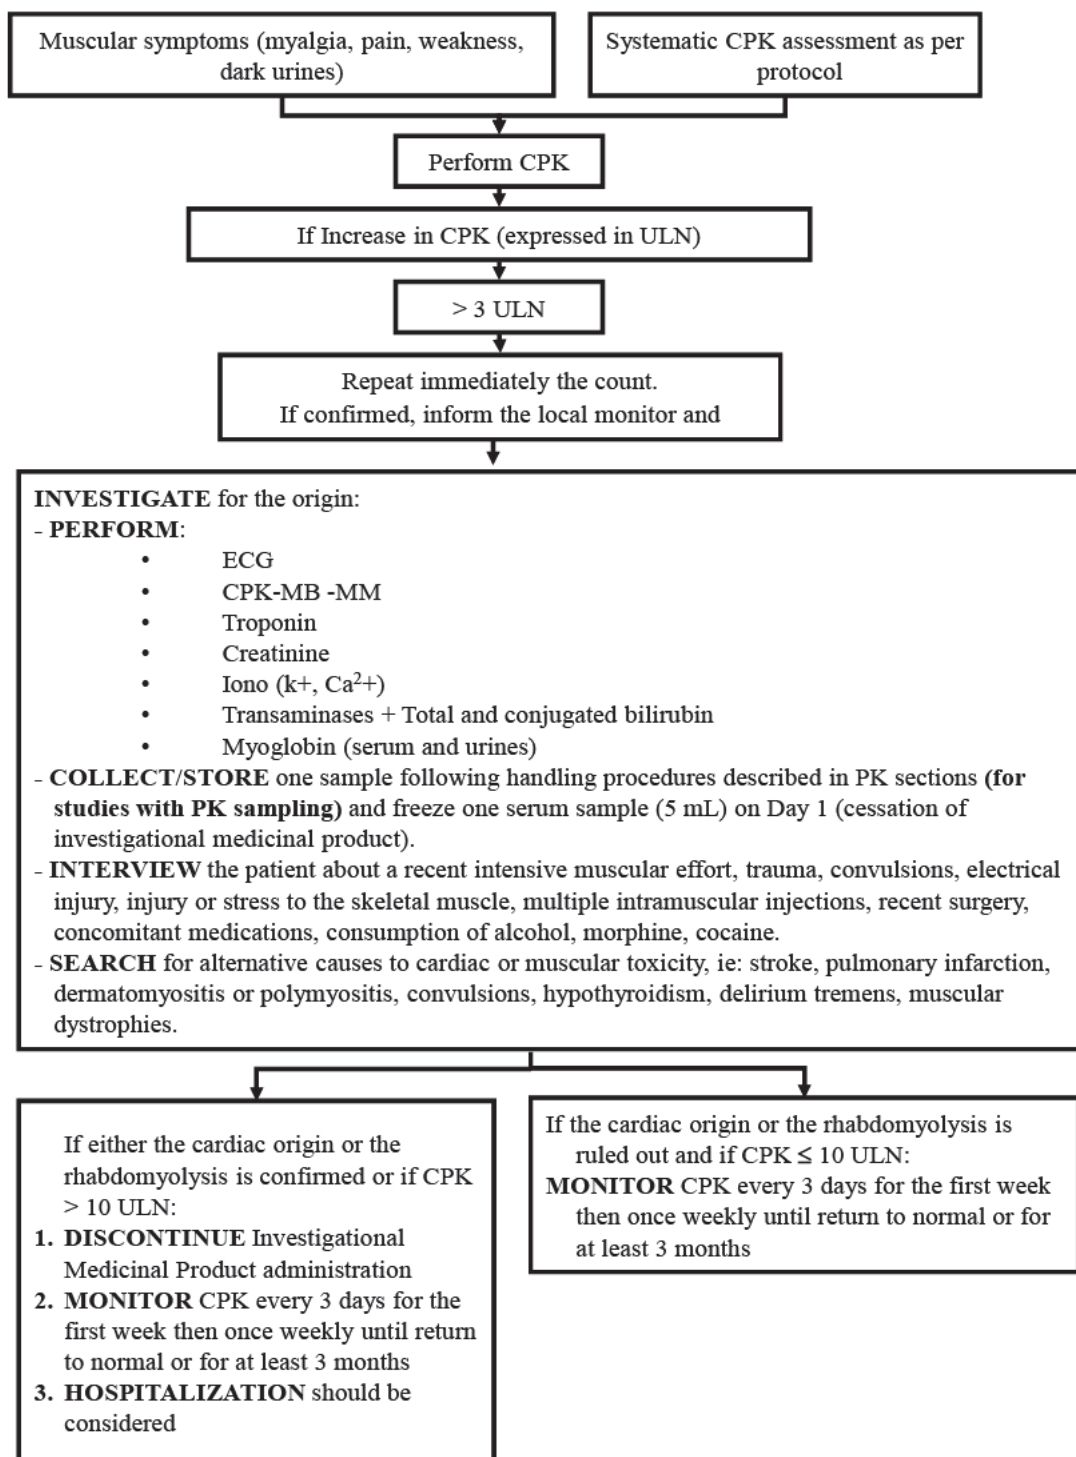 Muscular symptoms (myalgia, pain, weakness,
dark urines)
Systematic CPK assessment as per
protocol
Perform CPK
If Increase in CPK (expressed in ULN)
> 3 ULN
Repeat immediately the count.
If confirmed, inform the local monitor and
INVESTIGATE for the origin:
- PERFORM:
• ECG
• CPK-MB -MM
• Troponin
• Creatinine
• Iono (k+, Ca²+)
• Transaminases + Total and conjugated bilirubin
• Myoglobin (serum and urines)
- COLLECT/STORE one sample following handling procedures described in PK sections (for
studies with PK sampling) and freeze one serum sample (5 mL) on Day 1 (cessation of
investigational medicinal product).
- INTERVIEW the patient about a recent intensive muscular effort, trauma, convulsions, electrical
injury, injury or stress to the skeletal muscle, multiple intramuscular injections, recent surgery,
concomitant medications, consumption of alcohol, morphine, cocaine.
- SEARCH for alternative causes to cardiac or muscular toxicity, ie: stroke, pulmonary infarction,
dermatomyositis or polymyositis, convulsions, hypothyroidism, delirium tremens, muscular
dystrophies.
If either the cardiac origin or the
rhabdomyolysis is confirmed or if CPK
> 10 ULN:
1. DISCONTINUE Investigational
Medicinal Product administration
2. MONITOR CPK every 3 days for the
first week then once weekly until return
to normal or for at least 3 months
3. HOSPITALIZATION should be
considered
If the cardiac origin or the rhabdomyolysis is
ruled out and if CPK ≤ 10 ULN:
MONITOR CPK every 3 days for the first week
then once weekly until return to normal or for
at least 3 months